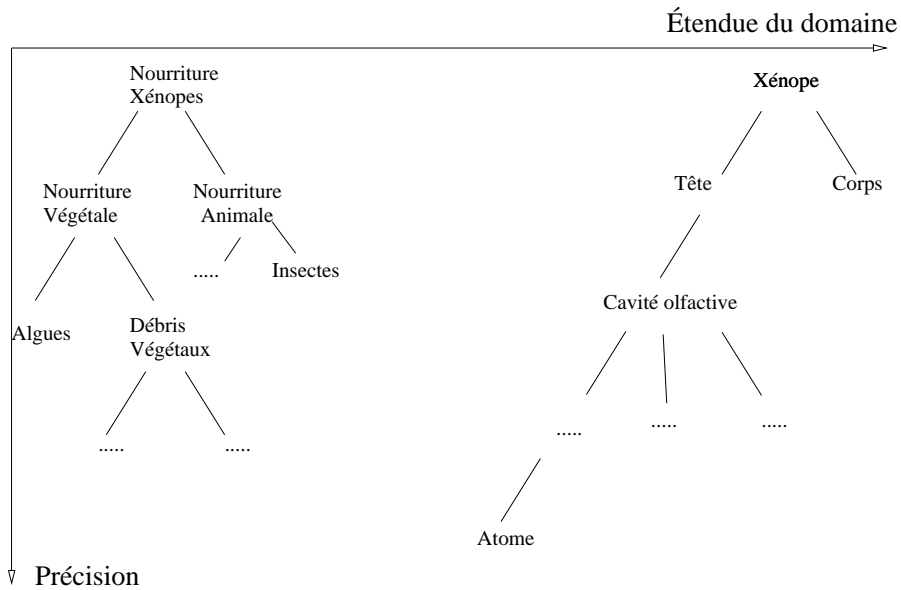 Étendue du domaine
Nourriture
Xénopes
Xénope
Nourriture
Végétale
Nourriture
Animale
Tête
Corps
.....
Insectes
Cavité olfactive
Algues
Débris
Végétaux
.....
.....
.....
.....
.....
Atome
Précision